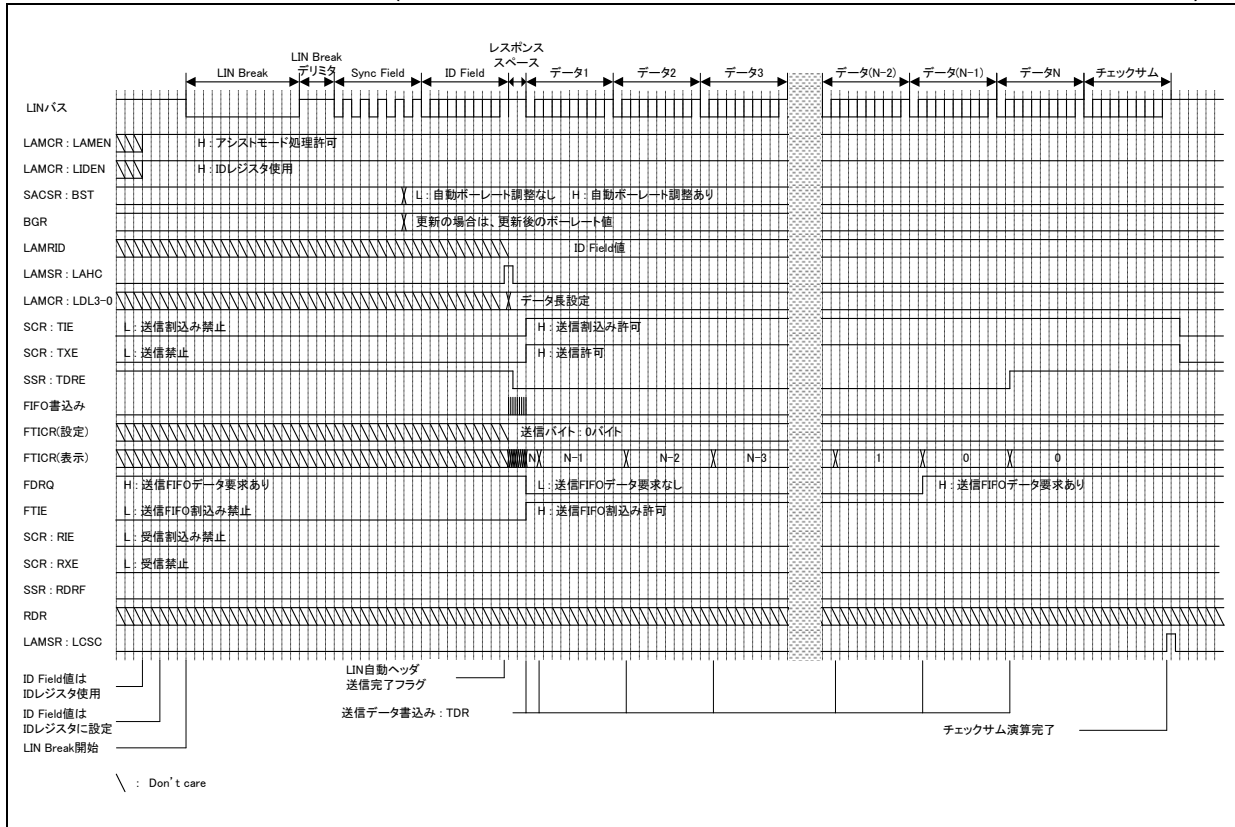 レスポンス
スペース
LIN Break
デリミタ
LIN Break
Sync Field
ID Field
データ1
データ2
データ3
データ(N-2)
データ(N-1)
データN
チェックサム
LINバス
LAMCR : LAMEN
H : アシストモード処理許可
LAMCR : LIDEN
H : IDレジスタ使用
SACSR : BST
L : 自動ボーレート調整なし H : 自動ボーレート調整あり
BGR
更新の場合は、更新後のボーレート値
LAMRID
ID Field値
LAMSR : LAHC
LAMCR : LDL3-0
データ長設定
SCR : TIE
L : 送信割込み禁止
H : 送信割込み許可
SCR : TXE
L : 送信禁止
H : 送信許可
SSR : TDRE
FIFO書込み
FTICR(設定)
送信バイト : 0バイト
FTICR(表示)
N
N-1
N-2
N-3
1
0
0
FDRQ
H : 送信FIFOデータ要求あり
L : 送信FIFOデータ要求なし
H : 送信FIFOデータ要求あり
FTIE
L : 送信FIFO割込み禁止
H : 送信FIFO割込み許可
SCR : RIE
L : 受信割込み禁止
SCR : RXE
L : 受信禁止
SSR : RDRF
RDR
LAMSR : LCSC
ID Field値は
IDレジスタ使用
ID Field値は
IDレジスタに設定
LIN Break開始
LIN自動ヘッダ
送信完了フラグ
送信データ書込み : TDR
チェックサム演算完了
: Don't care